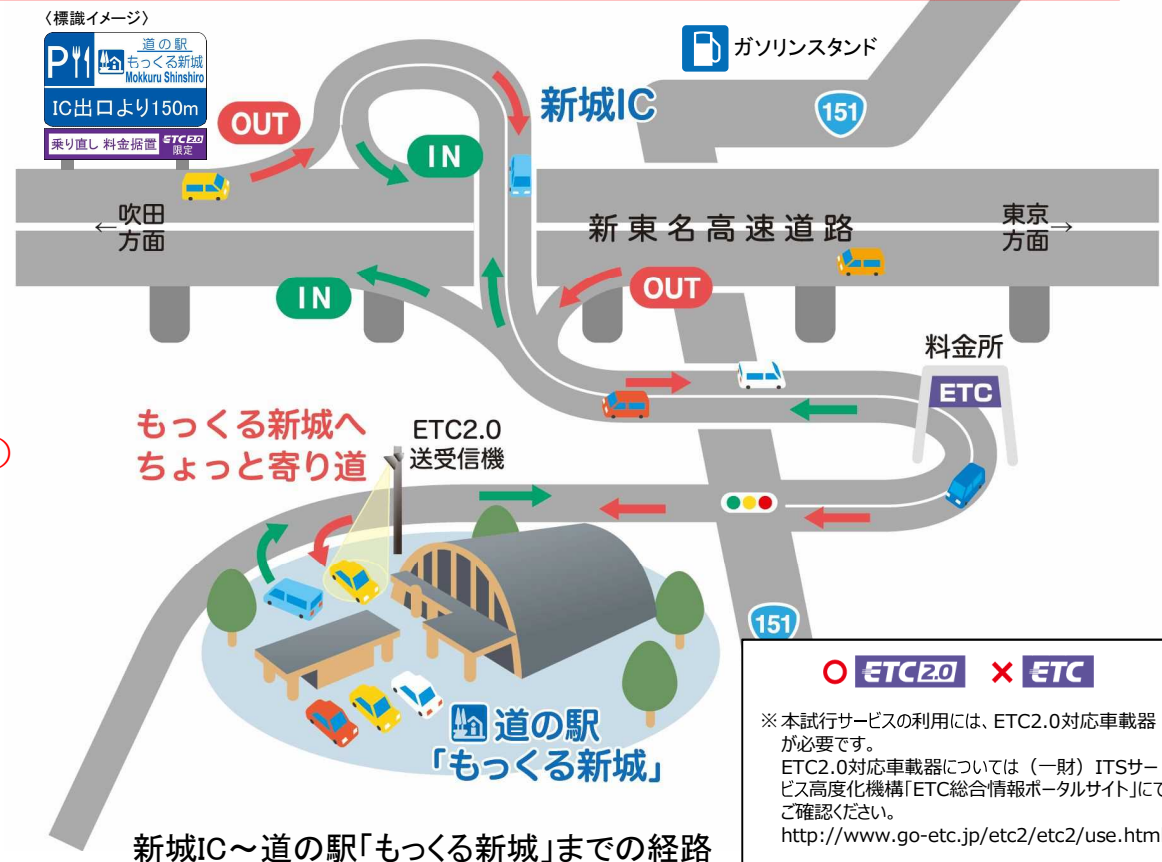 〈標識イメージ〉
P
道の駅
もっくる新城
Mokkuru Shinshiro
IC出口より150m
乗り直し 料金据置 ETC2.0
限定
ガソリンスタンド
OUT
新城IC
151
IN
←吹田
方面
新東名高速道路
東京→
方面
IN
OUT
料金所
ETC
もっくる新城へ
ちょっと寄り道
ETC2.0
送受信機
151
道の駅
「もっくる新城」
○ ETC2.0 × ETC
※本試行サービスの利用には、ETC2.0対応車載器
が必要です。
ETC2.0対応車載器については(一財)ITSサー
ビス高度化機構「ETC総合情報ポータルサイト」にて
ご確認ください。
http://www.go-etc.jp/etc2/etc2/use.htm
新城IC～道の駅「もっくる新城」までの経路